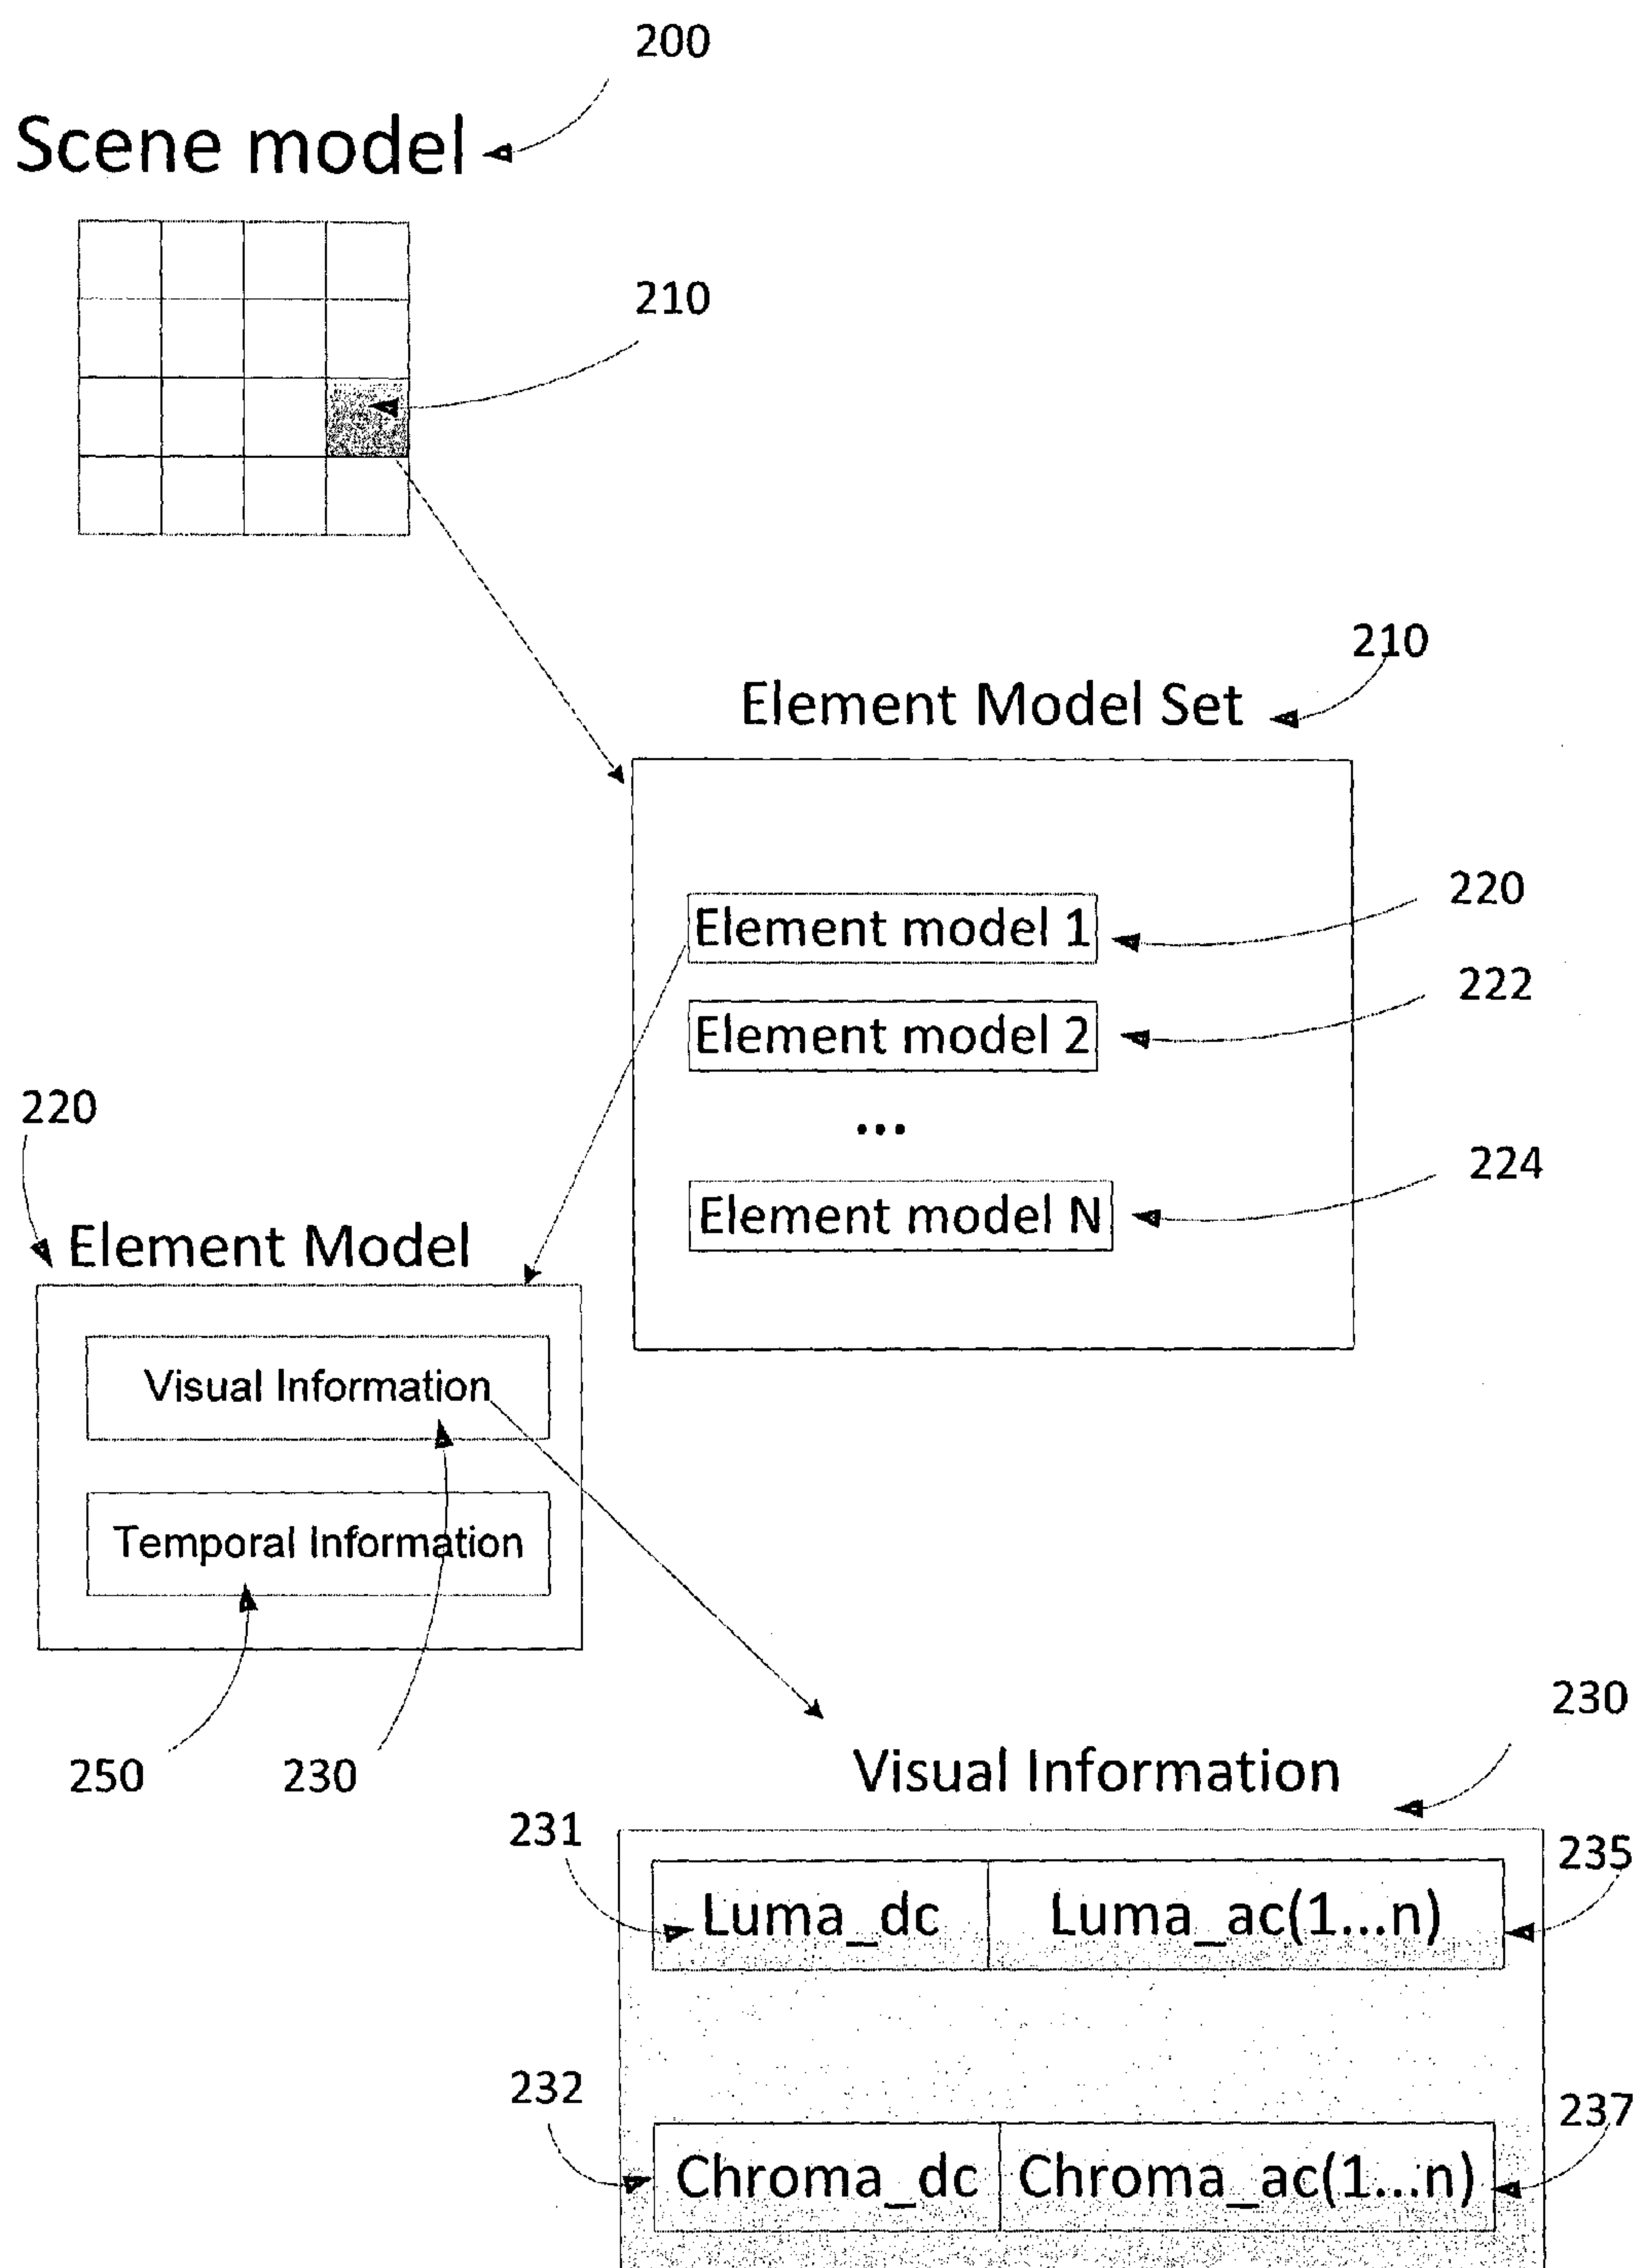 200
Scene model
210
210
Element Model Set
Element model 1
220
Element model 2
222
...
Element model N
224
220
Element Model
Visual Information
Temporal Information
250
230
230
Visual Information
231
235
Luma_dc
Luma_ac(1...n)
232
237
Chroma_dc
Chroma_ac(1...n)